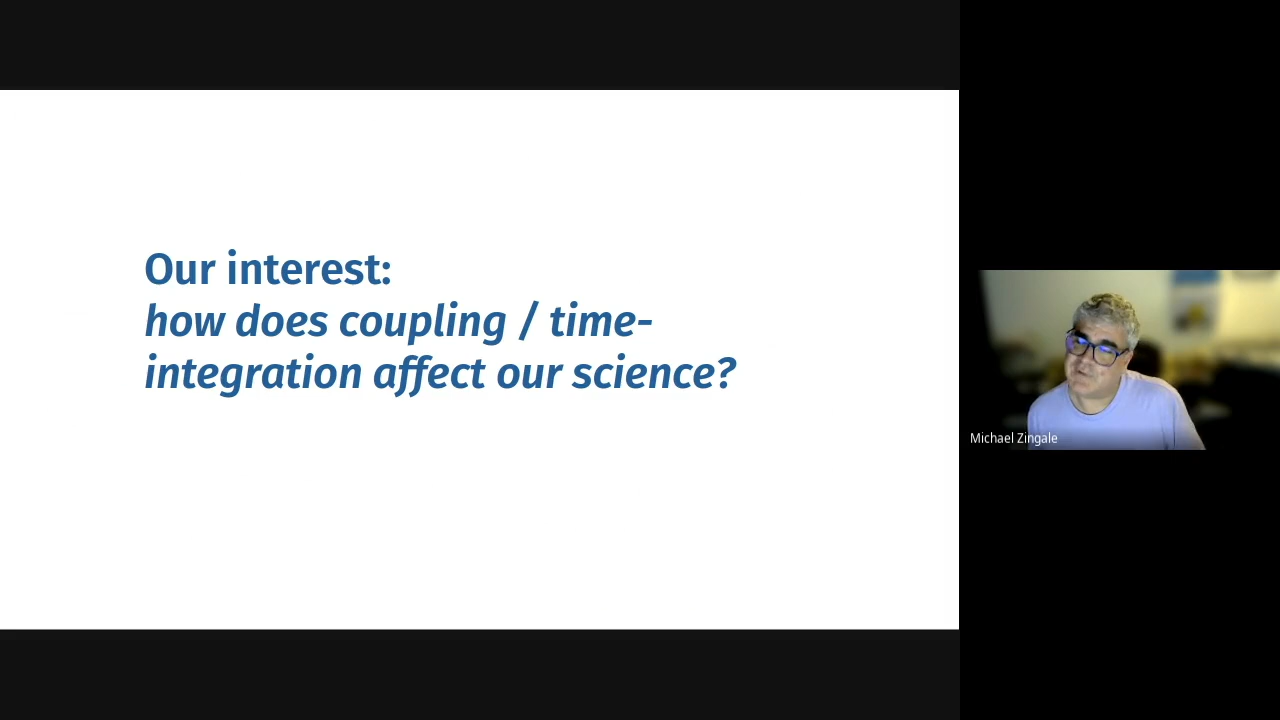 Our interest:
how does coupling / time-
integration affect our science?
Michael Zingale